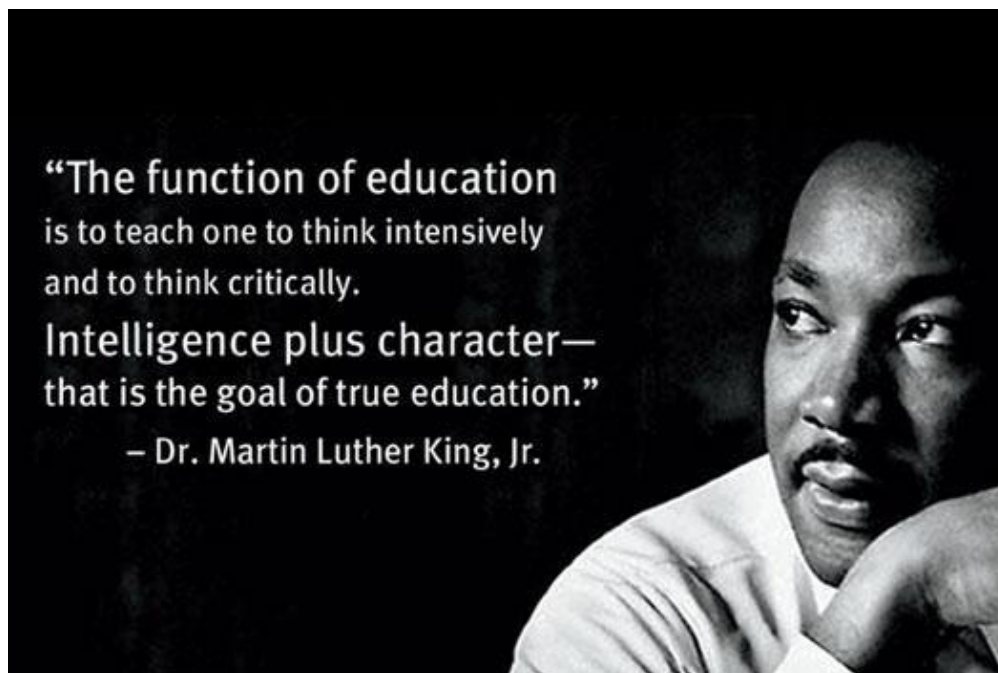 “The function of education
is to teach one to think intensively
and to think critically.
Intelligence plus character—
that is the goal of true education.”
– Dr. Martin Luther King, Jr.